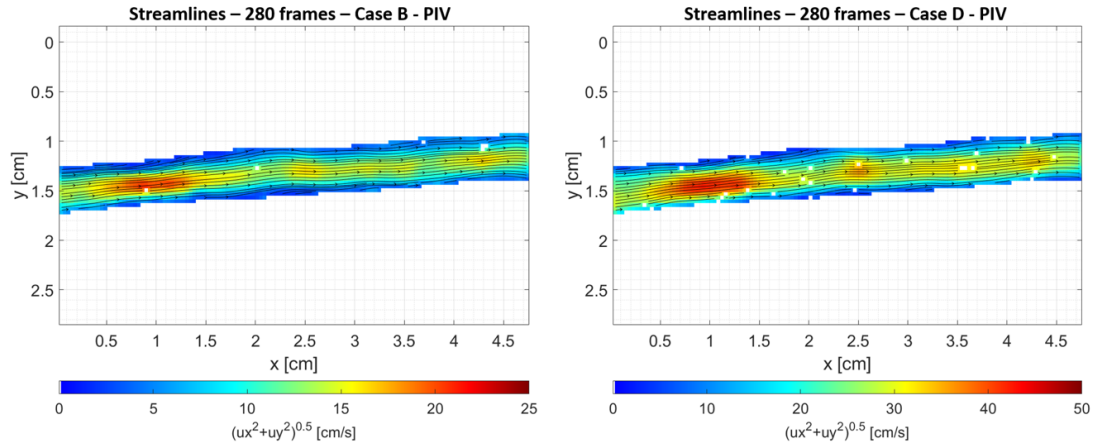 Streamlines – 280 frames – Case B - PIV
0
0.5
1
1.5
2
2.5
y [cm]
0.5 1 1.5 2 2.5 3 3.5 4 4.5
x [cm]
0 5 10 15 20 25
(ux²+uy²)^0.5 [cm/s]
Streamlines – 280 frames – Case D - PIV
0
0.5
1
1.5
2
2.5
y [cm]
0.5 1 1.5 2 2.5 3 3.5 4 4.5
x [cm]
0 10 20 30 40 50
(ux²+uy²)^0.5 [cm/s]